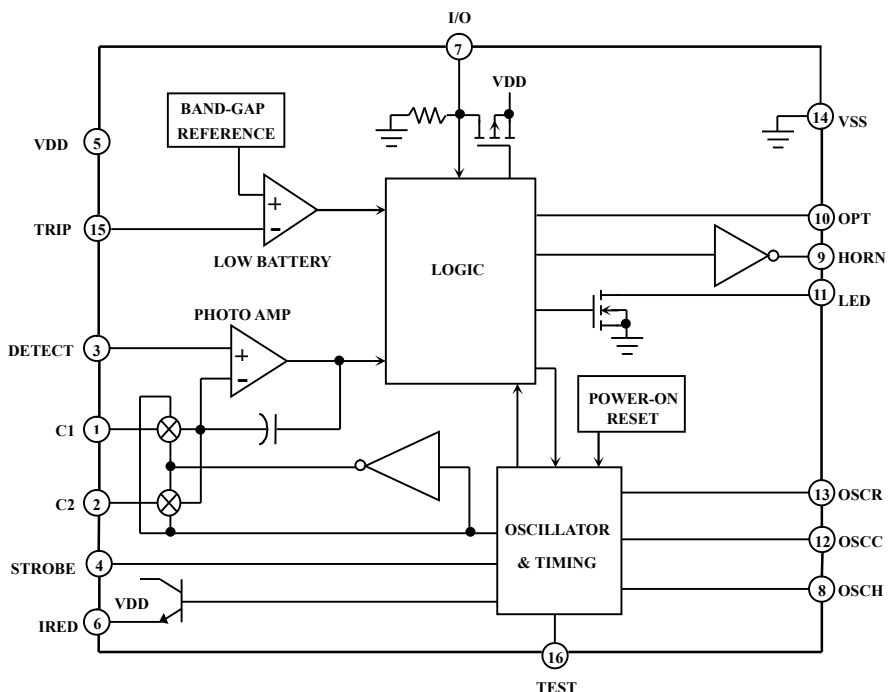 I/O
7
BAND-GAP
REFERENCE
VDD
VDD
5
14
VSS
TRIP
15
+
-
LOW BATTERY
LOGIC
10
OPT
9
HORN
11
LED
PHOTO AMP
DETECT
3
+
-
POWER-ON
RESET
C1
1
C2
2
OSCILLATOR
& TIMING
13
OSCR
12
OSCC
STROBE
4
8
OSCH
VDD
IRED
6
16
TEST